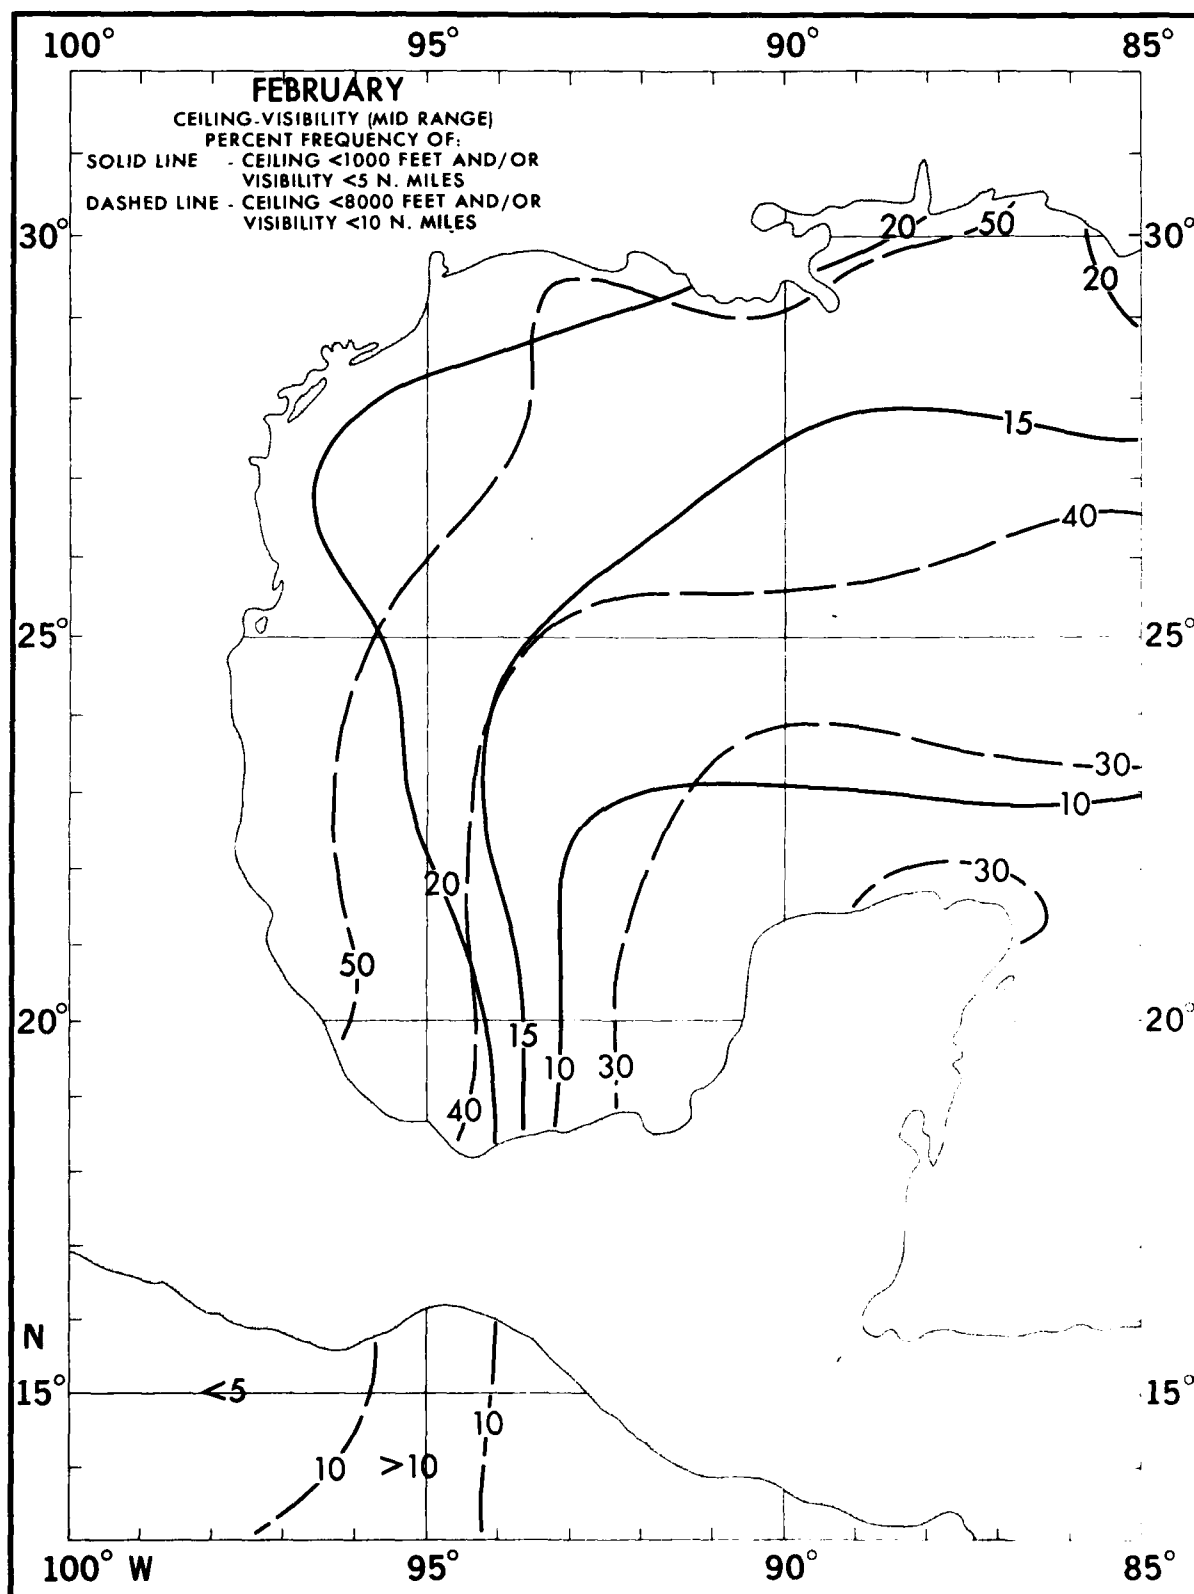 100° 95° 90° 85°
FEBRUARY
CEILING-VISIBILITY (MID RANGE)
PERCENT FREQUENCY OF:
SOLID LINE - CEILING <1000 FEET AND/OR
VISIBILITY <5 N. MILES
DASHED LINE - CEILING <8000 FEET AND/OR
VISIBILITY <10 N. MILES
30° 20 50 30°
20
15
40
25° 25°
30
10
20 30
50
20° 20°
15
10 30
40
N
15° <5 15°
10
10 >10
100° W 95° 90° 85°